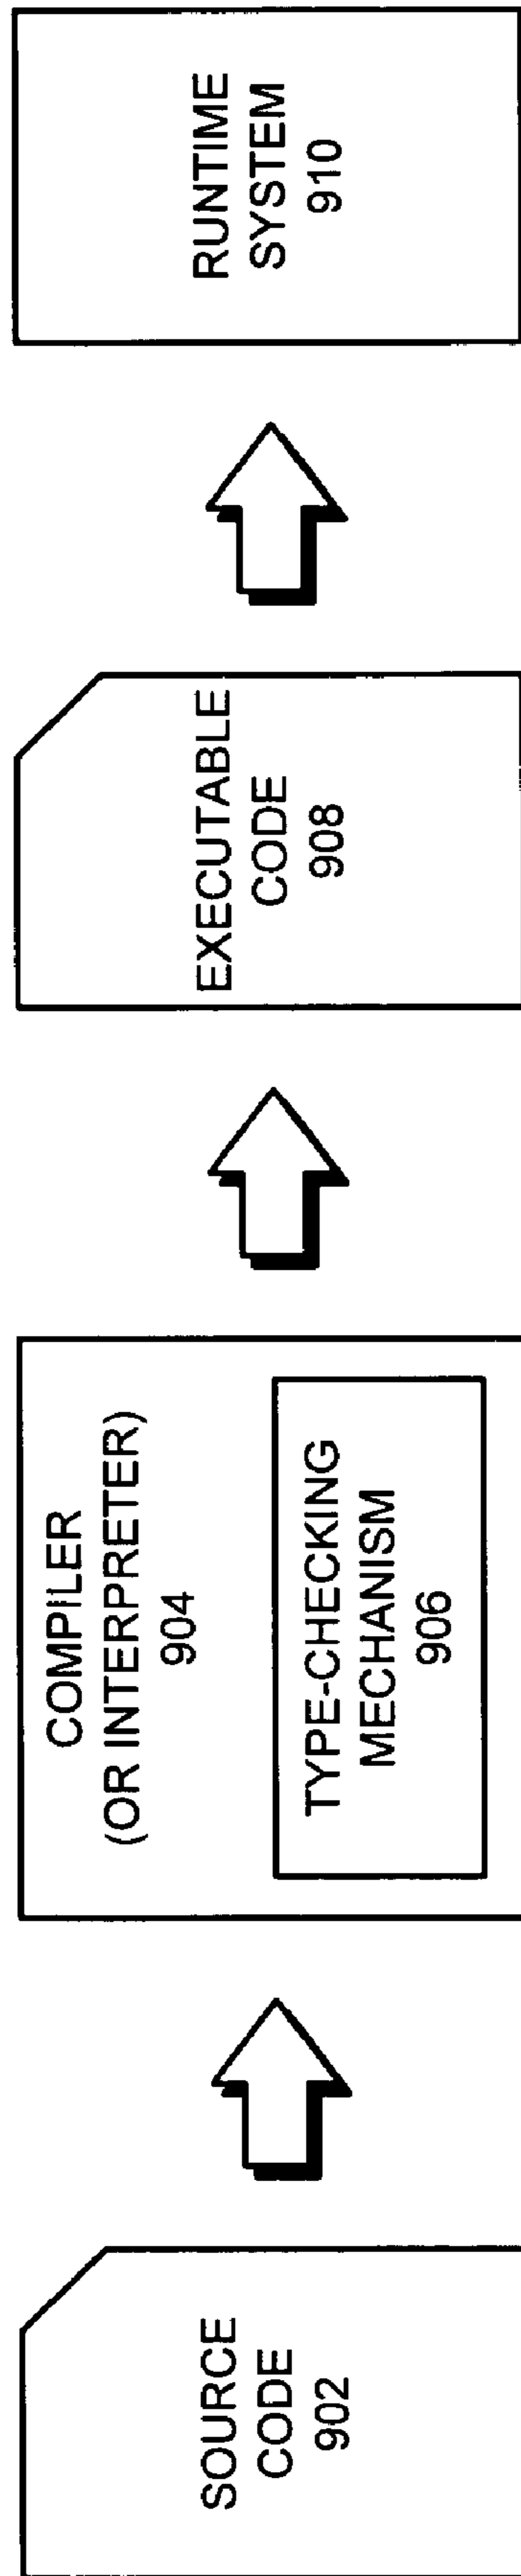 SOURCE
CODE
902
COMPILER
(OR INTERPRETER)
904
TYPE-CHECKING
MECHANISM
906
EXECUTABLE
CODE
908
RUNTIME
SYSTEM
910